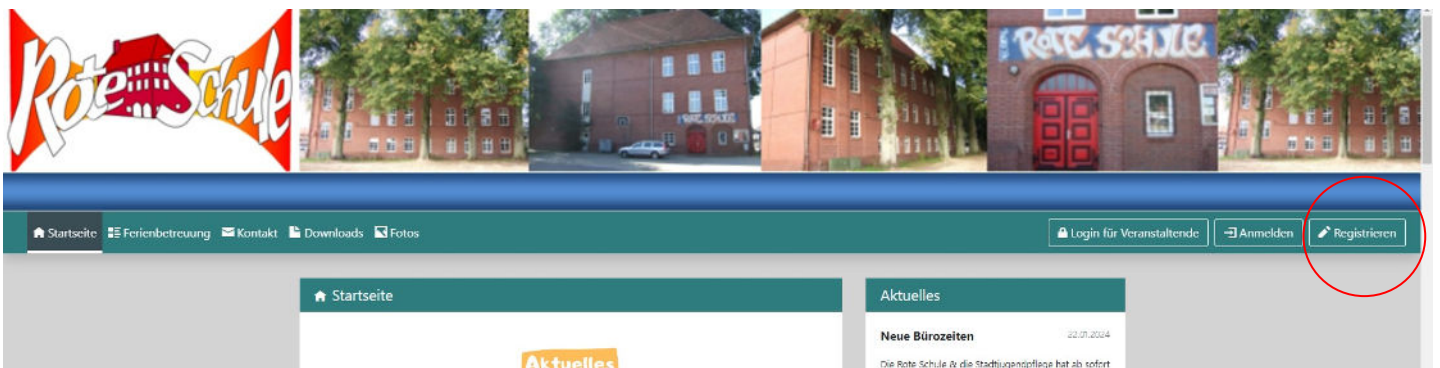 Rote Schule
ROTE SCHULE
ROTE SCHULE
Startseite Ferienbetreuung Kontakt Downloads Fotos Login für Veranstaltende Anmelden Registrieren
Startseite
Aktuelles
Aktuelles
Neue Bürozeiten 22.01.2024
Die Rote Schule & die Stadtjugendpflege hat ab sofort